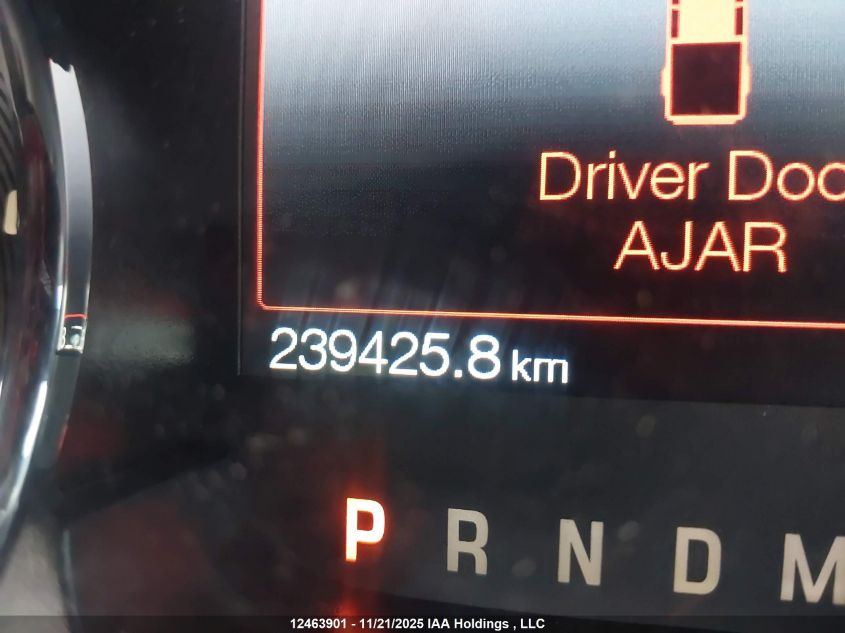 Driver Doo
AJAR
239425.8 km
P R N D M
12463901 - 11/21/2025 IAA Holdings , LLC